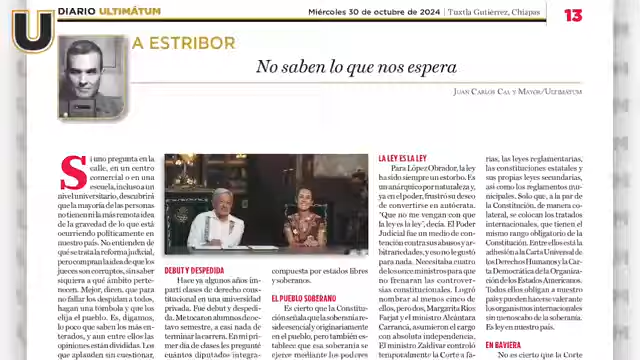 U
DIARIO ULTIMÁTUM
Miércoles 30 de octubre de 2024 | Tuxtla Gutiérrez, Chiapas
13
A ESTRIBOR
No saben lo que nos espera
JUAN CARLOS CAL Y MAYOR/ULTIMÁTUM
Si uno pregunta en la
calle, en un centro
comercial o en una
escuela, incluso a un
nivel universitario, descubrirá
que la mayoría de las personas
no tienen ni la más remota idea
de la gravedad de lo que está
ocurriendo políticamente en
nuestro país. No entienden de
qué se trata la reforma judicial,
pero compran la idea de que los
jueces son corruptos, sin saber
siquiera a qué ámbito perte-
necen. Mejor, diren, que para
no fallar los despidan a todos,
hagan una tómbola y que los
elija el pueblo. Es, digamos,
lo poco que saben los más en-
terados, y aun entre ellos las
opiniones están divididas. Los
que aplauden sin cuestionar,
DEBUT Y DESPEDIDA
Hace ya algunos años im-
partí clases de derecho cons-
titucional en una universidad
privada. Fue debut y despedi-
da. Me tocaron alumnos de oc-
tavo semestre, a casi nada de
terminar la carrera. En mi pri-
mer día de clases les pregunté
cuántos diputados integra-
compuesta por estados libres
y soberanos.
EL PUEBLO SOBERANO
Es cierto que la Constitución
señala que la soberanía re-
side esencial y originariamente
en el pueblo, pero también es-
tablece que esa soberanía se
ejerce mediante los poderes
LA LEY ES LA LEY
Para López Obrador, la ley
ha sido siempre un estorbo. Es
un anárquico por naturaleza y,
ya en el poder, frustró su deseo
de convertirse en autócrata.
"Que no me vengan con que
la ley es la ley", decía. El Poder
Judicial fue un medio de con-
tención contra sus abusos y ar-
bitrariedades, y eso no le gustó
para nada. Necesitaba cuatro
de los once ministros para que
no frenaran las controver-
sias constitucionales. Logró
nombrar al menos cinco de
ellos, pero dos, Margarita Ríos
Farjat y el ministro Alcántara
Carrancá, asumieron el cargo
con absoluta independencia.
El ministro Zaldívar controló
temporalmente la Corte a fa-
rias, las leyes reglamentarias,
las constituciones estatales y
sus propias leyes secundarias,
así como los reglamentos mu-
nicipales. Solo que, a la par
de la Constitución, de manera co-
lateral, se colocan los tratados
internacionales, que tienen el
mismo rango obligatorio de la
Constitución. Entre ellos está la
adhesión a la Carta Universal de
los Derechos Humanos y la Car-
ta Democrática de la Organiza-
ción de los Estados Americanos.
Todos ellos obligan a nuestro
país y pueden hacerse valer ante
los organismos internacionales
sin menoscabo de la soberanía.
Es ley en nuestro país.
EN BAVIERA
No es cierto que la Corte